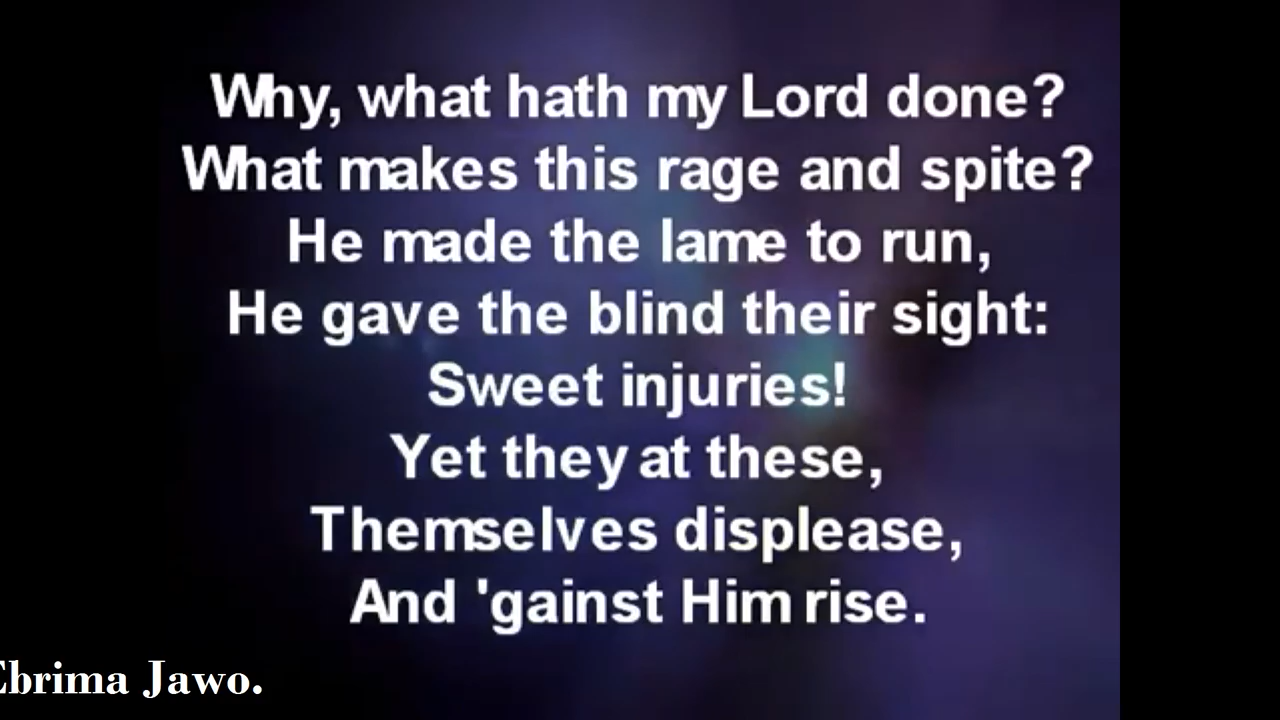 Why, what hath my Lord done?
What makes this rage and spite?
He made the lame to run,
He gave the blind their sight:
Sweet injuries!
Yet they at these,
Themselves displease,
And 'gainst Him rise.
Ebrima Jawo.